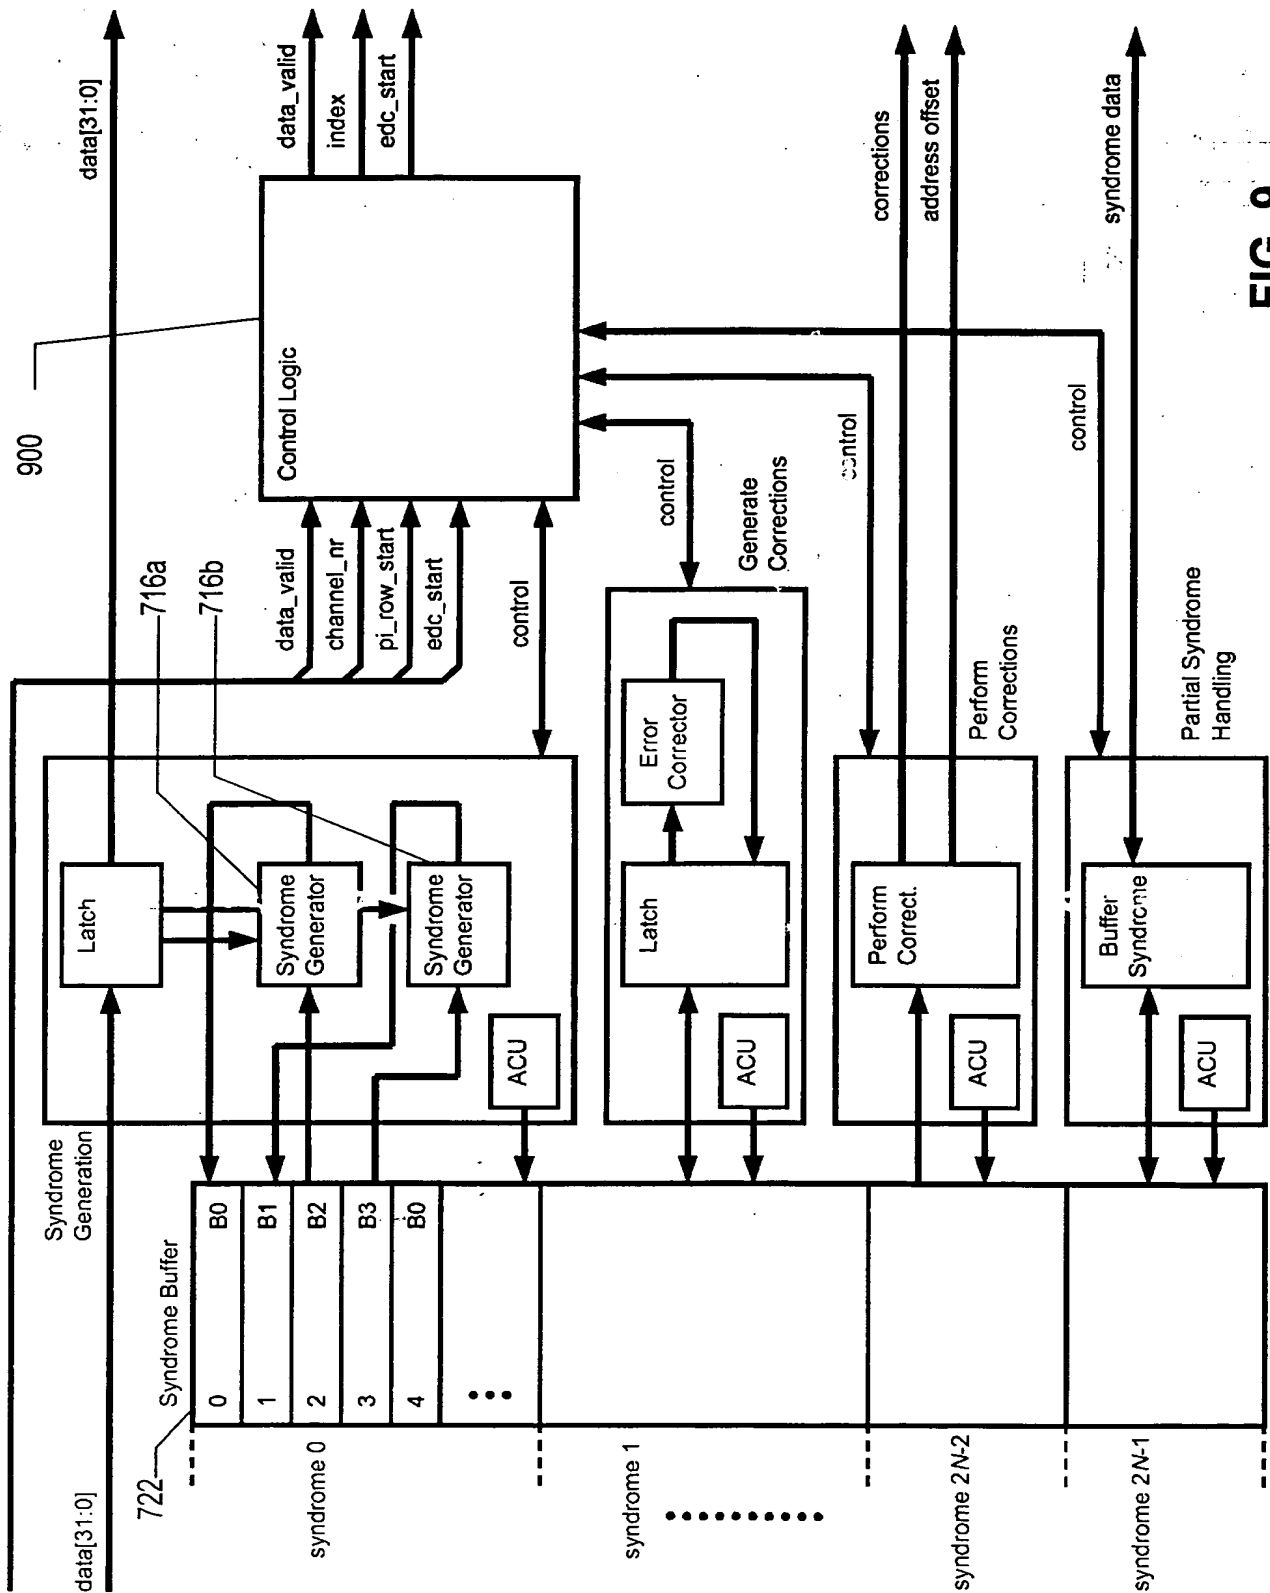 data[31:0]
data[31:0]
900
716a
716b
722
Syndrome
Generation
Latch
Syndrome
Generator
Syndrome
Generator
ACU
data_valid
channel_nr
pi_row_start
edc_start
control
Control Logic
data_valid
index
edc_start
Syndrome Buffer
0 B0
1 B1
2 B2
3 B3
4 B0
syndrome 0
syndrome 1
syndrome 2N-2
syndrome 2N-1
Generate
Corrections
control
Latch
Error
Corrector
ACU
Perform
Corrections
control
Perform
Correct.
ACU
corrections
address offset
Partial Syndrome
Handling
control
Buffer
Syndrome
ACU
syndrome data